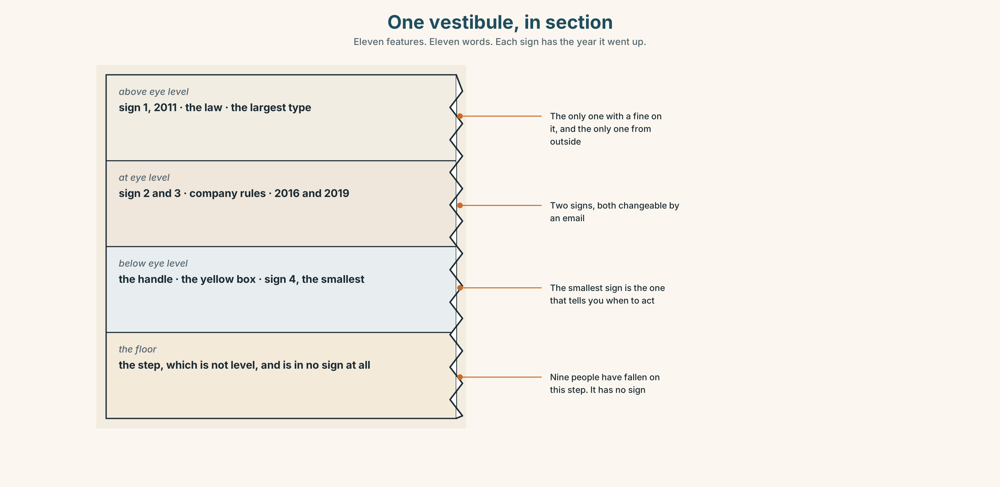 One vestibule, in section
Eleven features. Eleven words. Each sign has the year it went up.
above eye level
sign 1, 2011 · the law · the largest type
The only one with a fine on
it, and the only one from
outside
at eye level
sign 2 and 3 · company rules · 2016 and 2019
Two signs, both changeable by
an email
below eye level
the handle · the yellow box · sign 4, the smallest
The smallest sign is the one
that tells you when to act
the floor
the step, which is not level, and is in no sign at all
Nine people have fallen on
this step. It has no sign